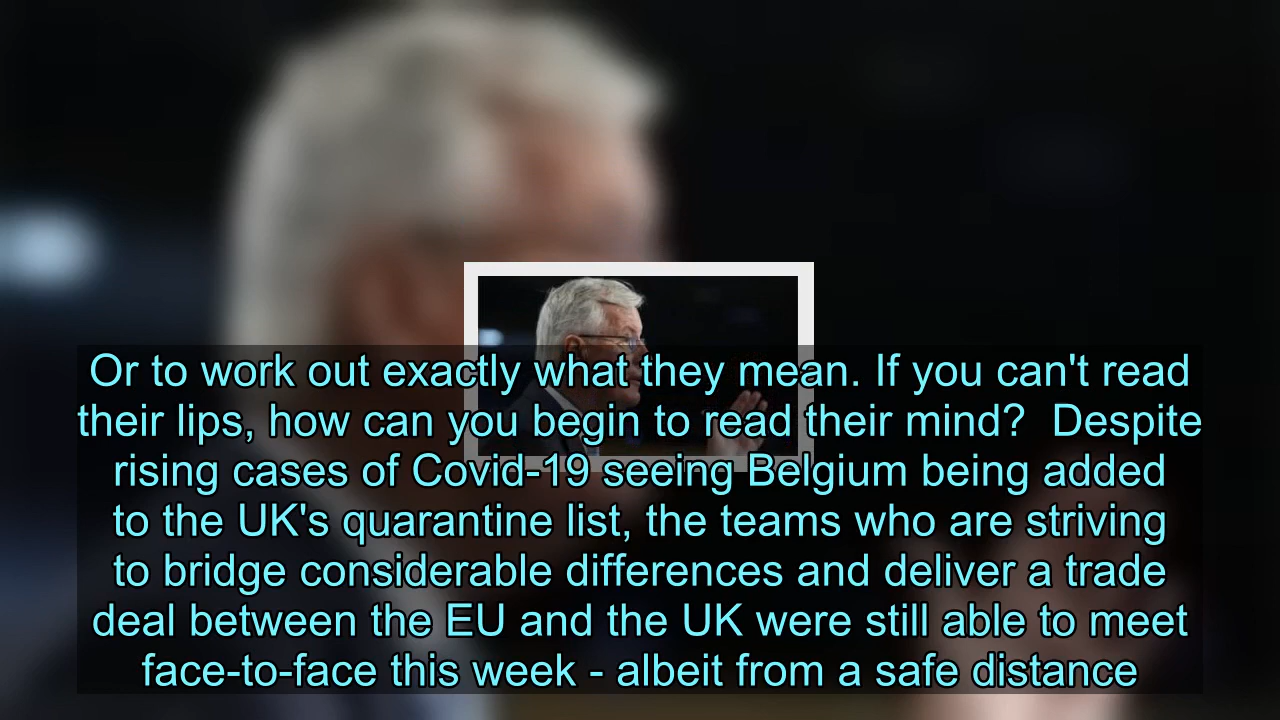 Or to work out exactly what they mean. If you can't read
their lips, how can you begin to read their mind?  Despite
rising cases of Covid-19 seeing Belgium being added
to the UK's quarantine list, the teams who are striving
to bridge considerable differences and deliver a trade
deal between the EU and the UK were still able to meet
face-to-face this week - albeit from a safe distance